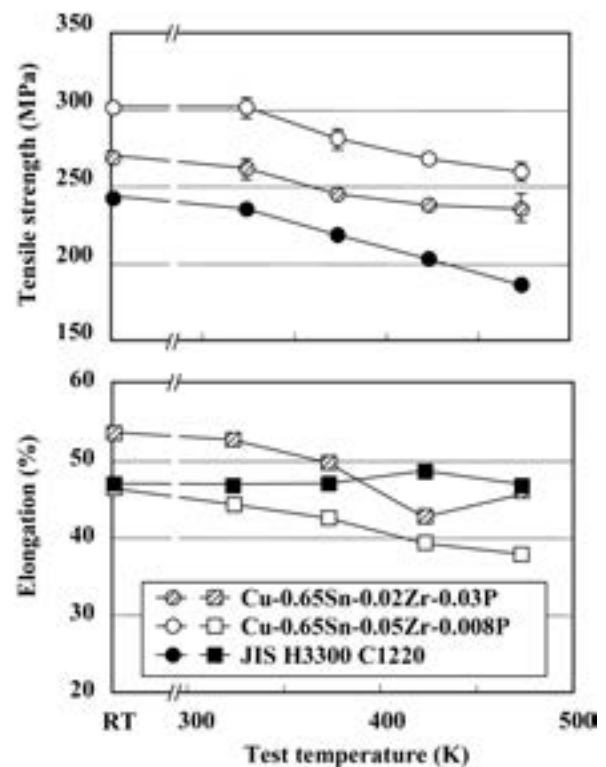 350
300
250
200
150
Tensile strength (MPa)
60
50
40
30
20
Elongation (%)
Cu-0.65Sn-0.02Zr-0.03P
Cu-0.65Sn-0.05Zr-0.008P
JIS H3300 C1220
RT 300 400 500
Test temperature (K)